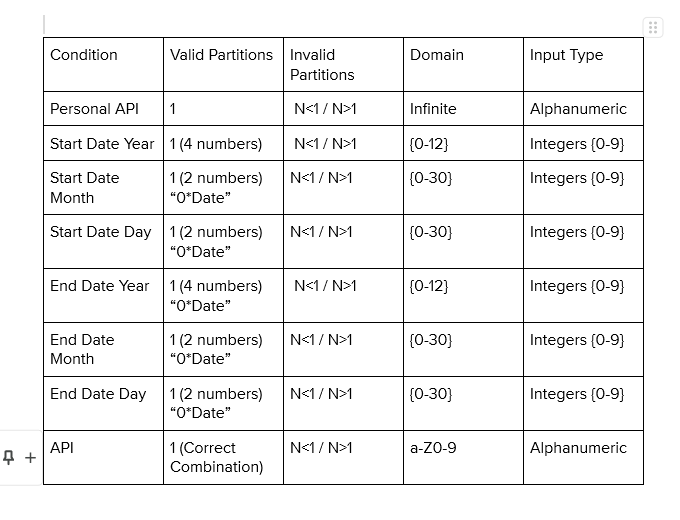 Condition Valid Partitions Invalid Partitions Domain Input Type
Personal API 1 N<1 / N>1 Infinite Alphanumeric
Start Date Year 1 (4 numbers) N<1 / N>1 {0-12} Integers {0-9}
Start Date Month 1 (2 numbers) “0*Date” N<1 / N>1 {0-30} Integers {0-9}
Start Date Day 1 (2 numbers) “0*Date” N<1 / N>1 {0-30} Integers {0-9}
End Date Year 1 (4 numbers) “0*Date” N<1 / N>1 {0-12} Integers {0-9}
End Date Month 1 (2 numbers) “0*Date” N<1 / N>1 {0-30} Integers {0-9}
End Date Day 1 (2 numbers) “0*Date” N<1 / N>1 {0-30} Integers {0-9}
API 1 (Correct Combination) N<1 / N>1 a-Z0-9 Alphanumeric